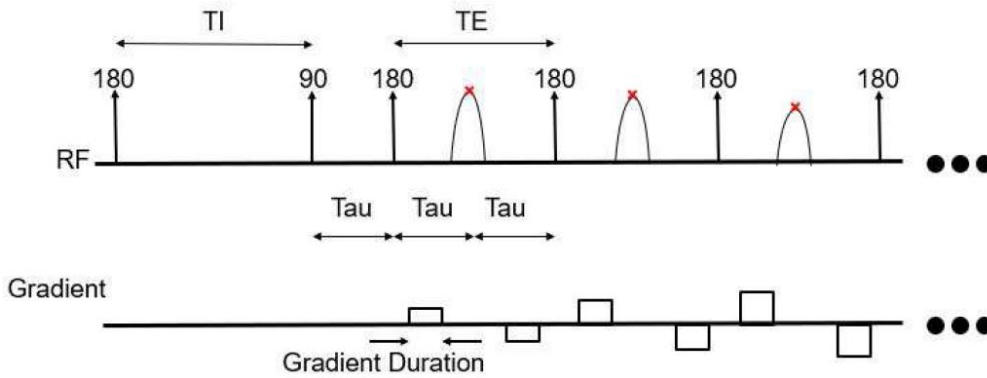 TI TE
180 90 180 180 180 180
RF
Tau Tau Tau
Gradient
Gradient Duration